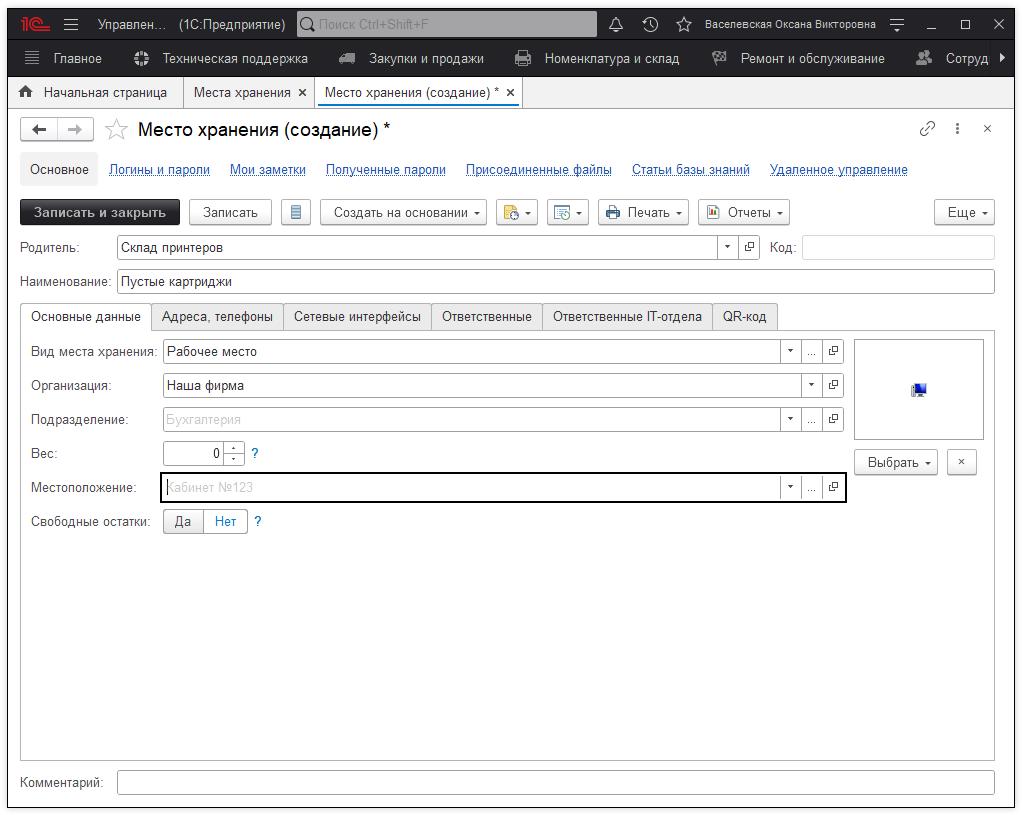 1С Управлен... (1С:Предприятие) Поиск Ctrl+Shift+F Васелевская Оксана Викторовна
Главное Техническая поддержка Закупки и продажи Номенклатура и склад Ремонт и обслуживание Сотруд
Начальная страница Места хранения × Место хранения (создание) * ×
Место хранения (создание) *
Основное Логины и пароли Мои заметки Полученные пароли Присоединенные файлы Статьи базы знаний Удаленное управление
Записать и закрыть Записать Создать на основании Печать Отчеты Еще
Родитель: Склад принтеров Код:
Наименование: Пустые картриджи
Основные данные Адреса, телефоны Сетевые интерфейсы Ответственные Ответственные IT-отдела QR-код
Вид места хранения: Рабочее место ...
Организация: Наша фирма
Подразделение: Бухгалтерия ...
Вес: 0 ?
Выбрать ×
Местоположение: Кабинет №123 ...
Свободные остатки: Да Нет ?
Комментарий: